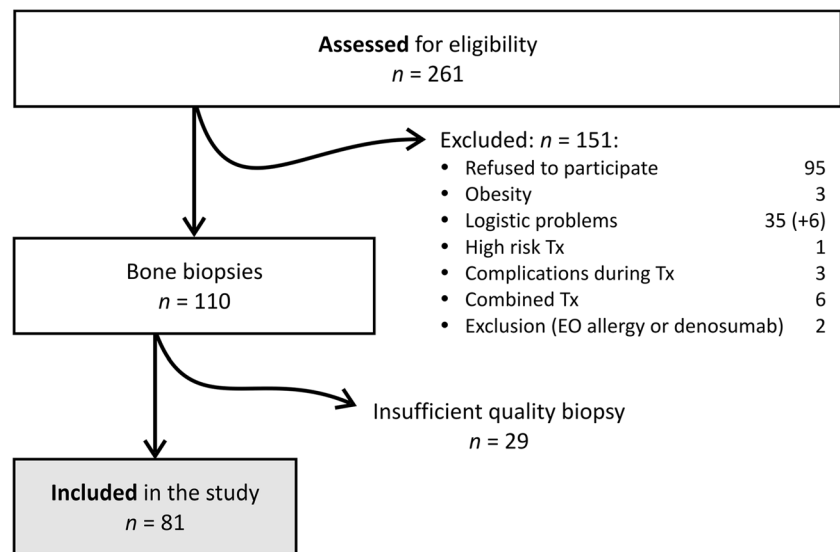 Assessed for eligibility
n = 261
Excluded: n = 151:
• Refused to participate 95
• Obesity 3
• Logistic problems 35 (+6)
• High risk Tx 1
• Complications during Tx 3
• Combined Tx 6
• Exclusion (EO allergy or denosumab) 2
Bone biopsies
n = 110
Insufficient quality biopsy
n = 29
Included in the study
n = 81